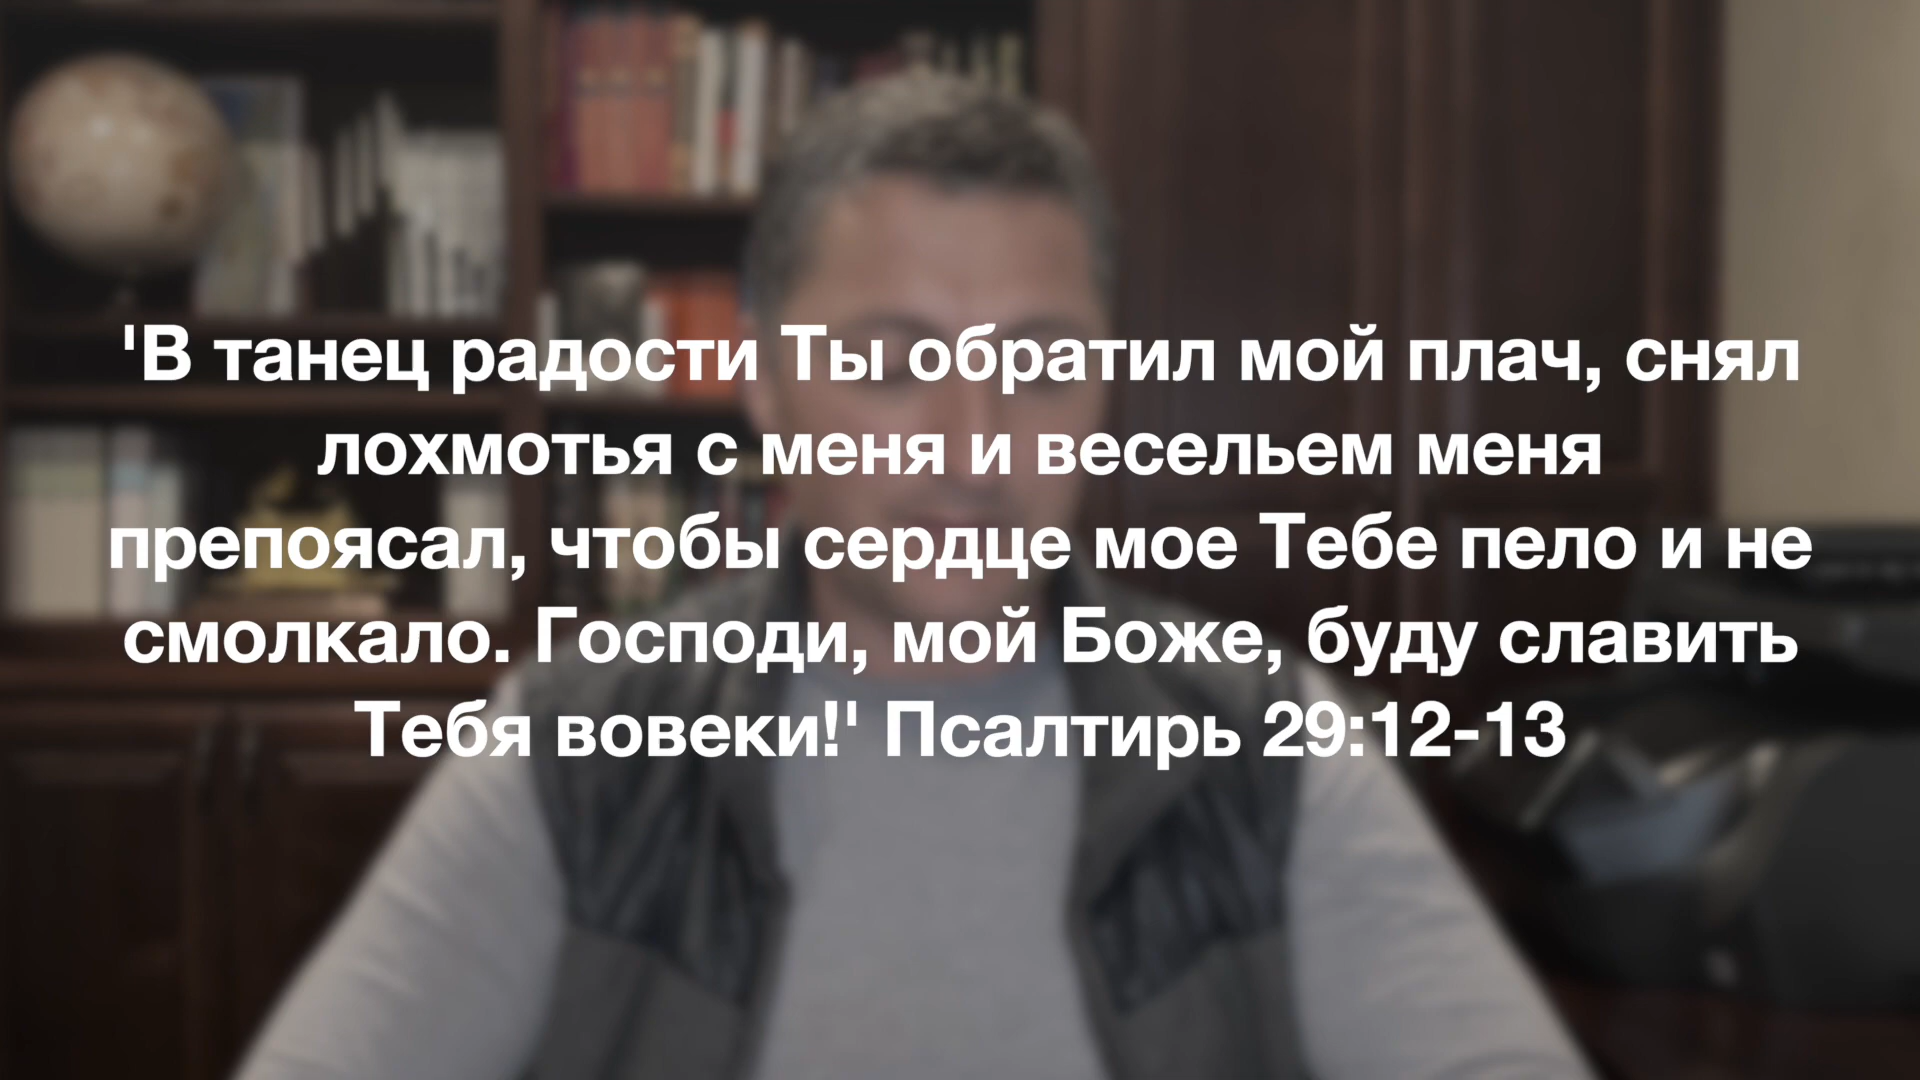 'В танец радости Ты обратил мой плач, снял
лохмотья с меня и весельем меня
препоясал, чтобы сердце мое Тебе пело и не
смолкало. Господи, мой Боже, буду славить
Тебя вовеки!' Псалтирь 29:12-13